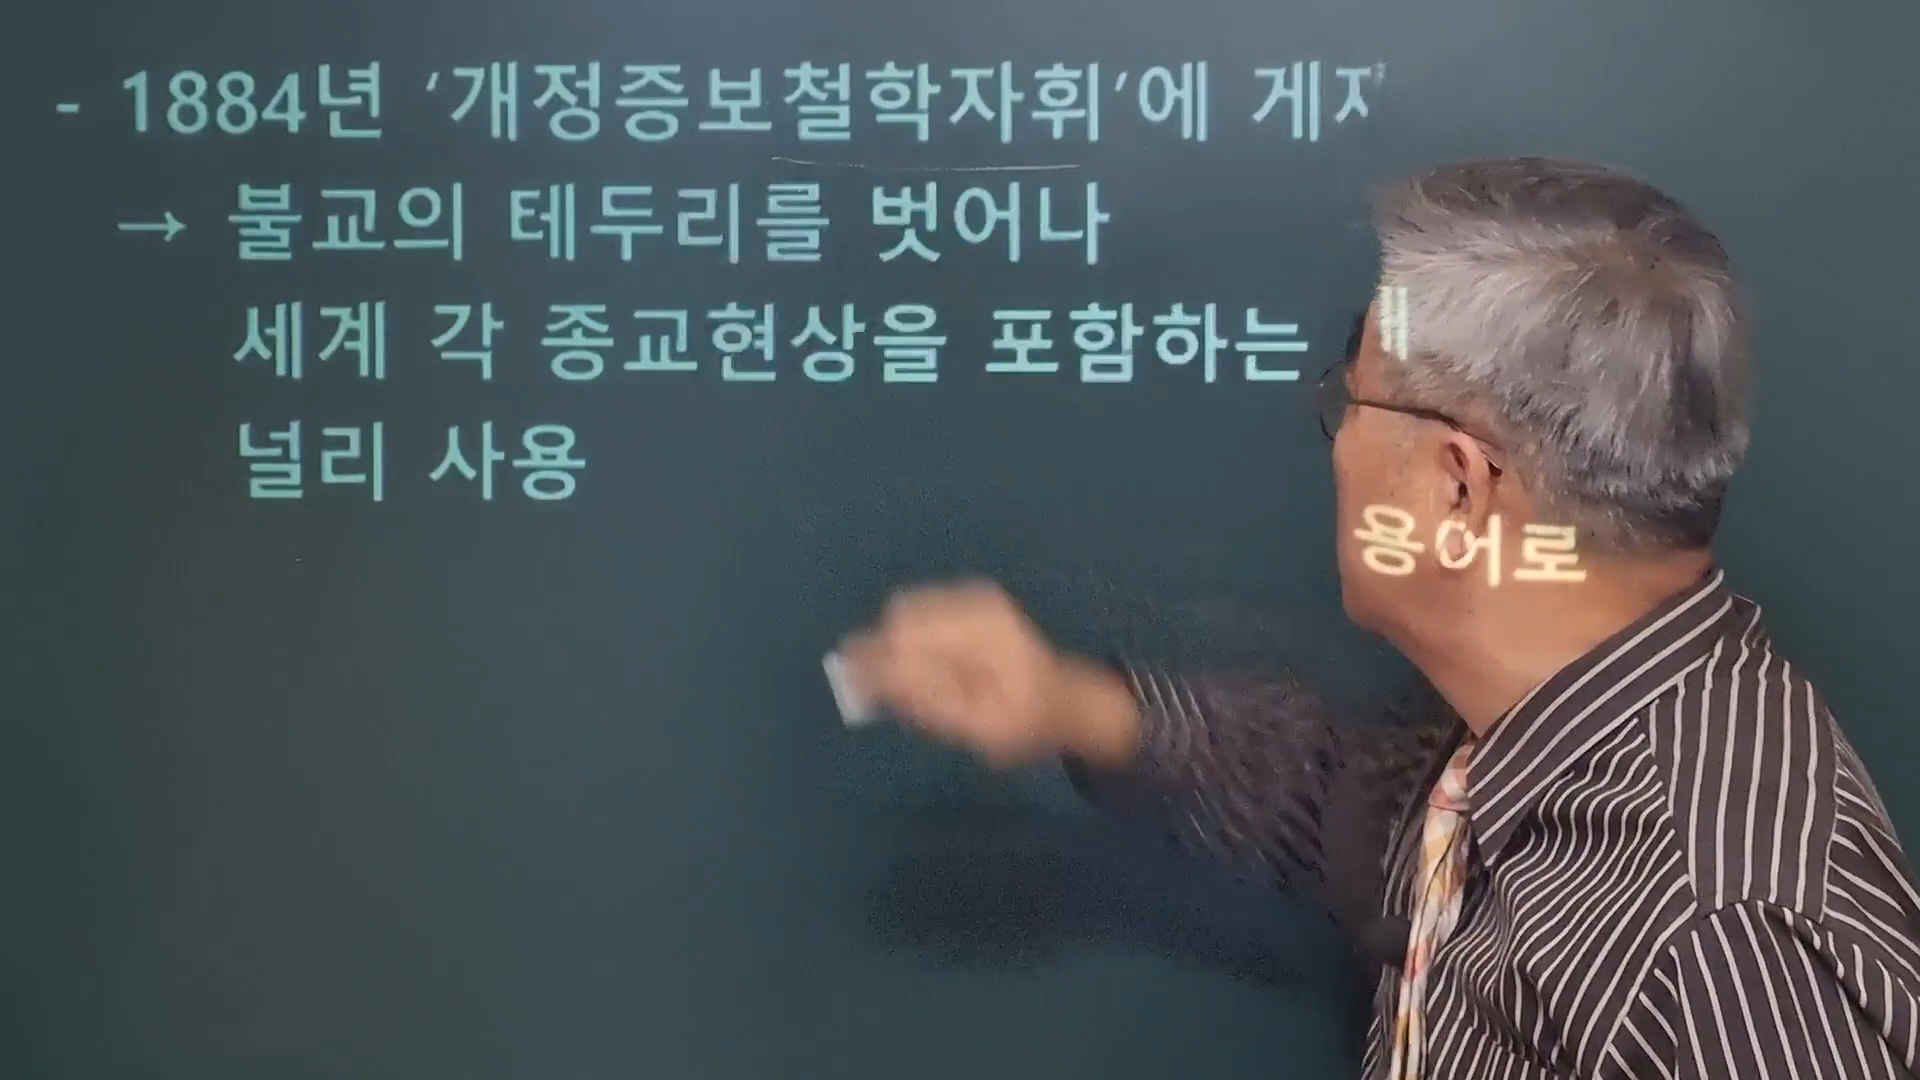 - 1884년 '개정증보철학자휘'에
→ 불교의 테두리를 벗어나
세계 각 종교현상을 포함하는
널리 사용
용어로